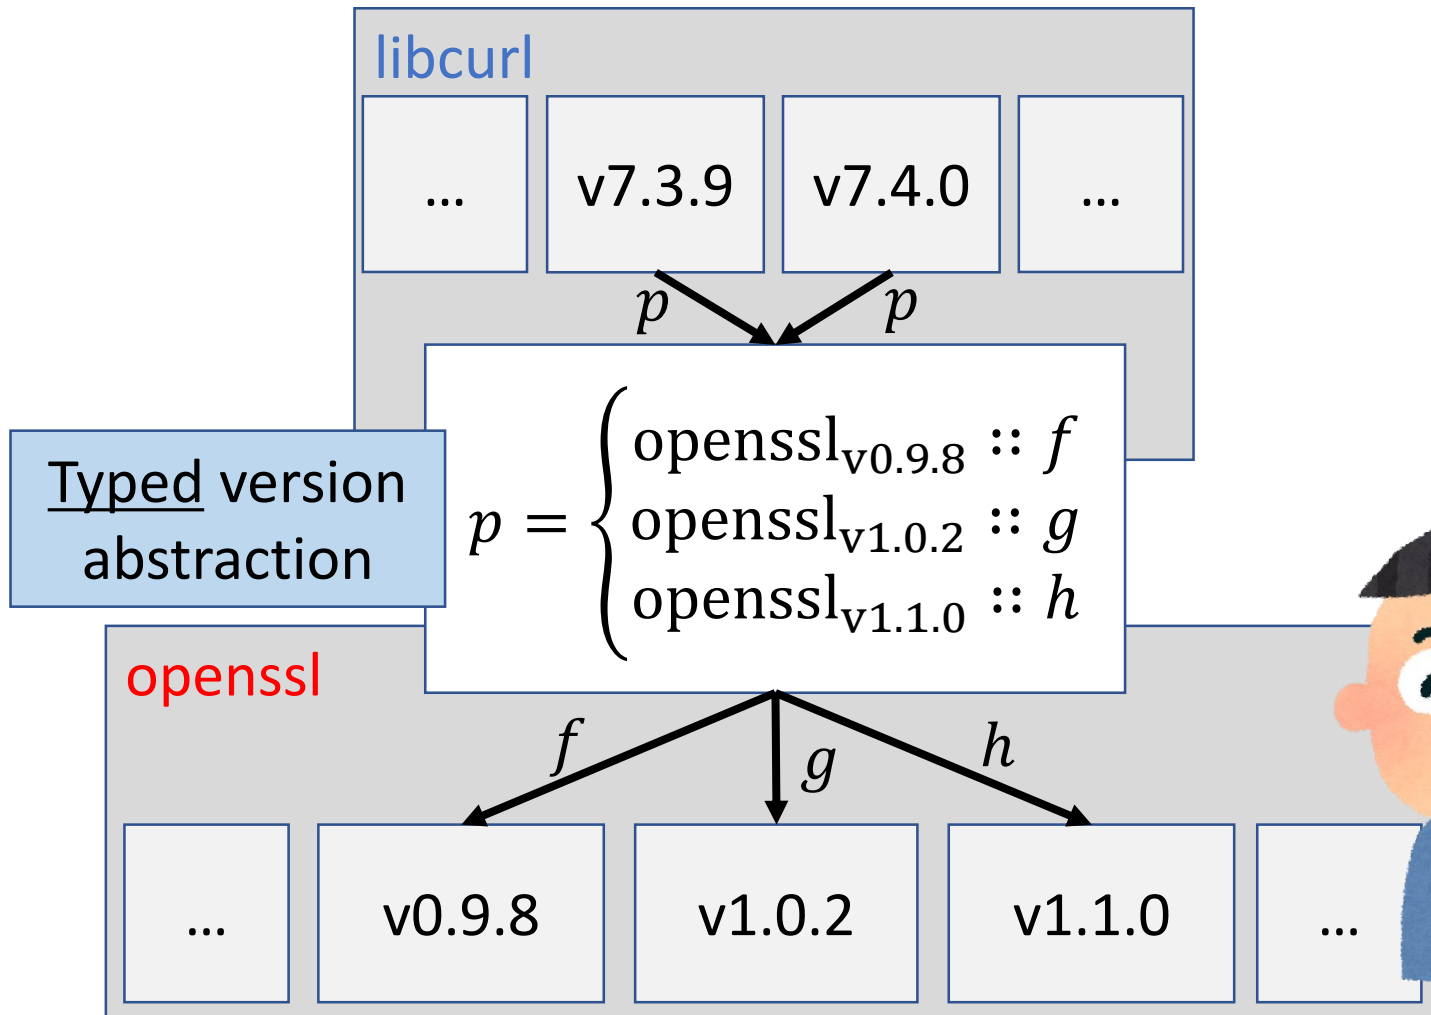 libcurl
...
v7.3.9
v7.4.0
...
p
p
Typed version
abstraction
p = { openssl_v0.9.8 :: f
openssl_v1.0.2 :: g
openssl_v1.1.0 :: h
openssl
f
g
h
...
v0.9.8
v1.0.2
v1.1.0
...